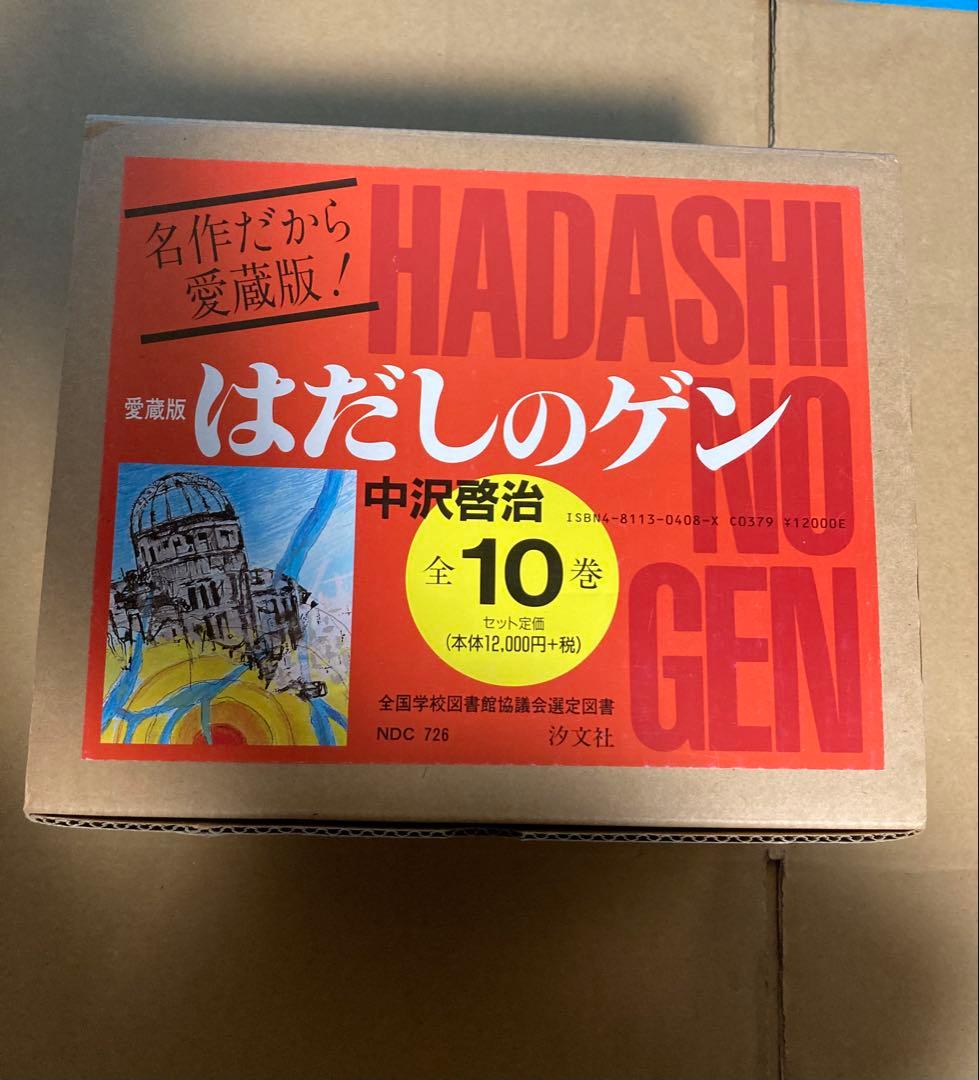 名作だから
愛蔵版!
HADASHI
NO
GEN
愛蔵版 はだしのゲン
中沢啓治
ISBN4-8113-0408-X C0379 ¥12000E
全10巻
セット定価
(本体12,000円+税)
全国学校図書館協議会選定図書
NDC 726 汐文社